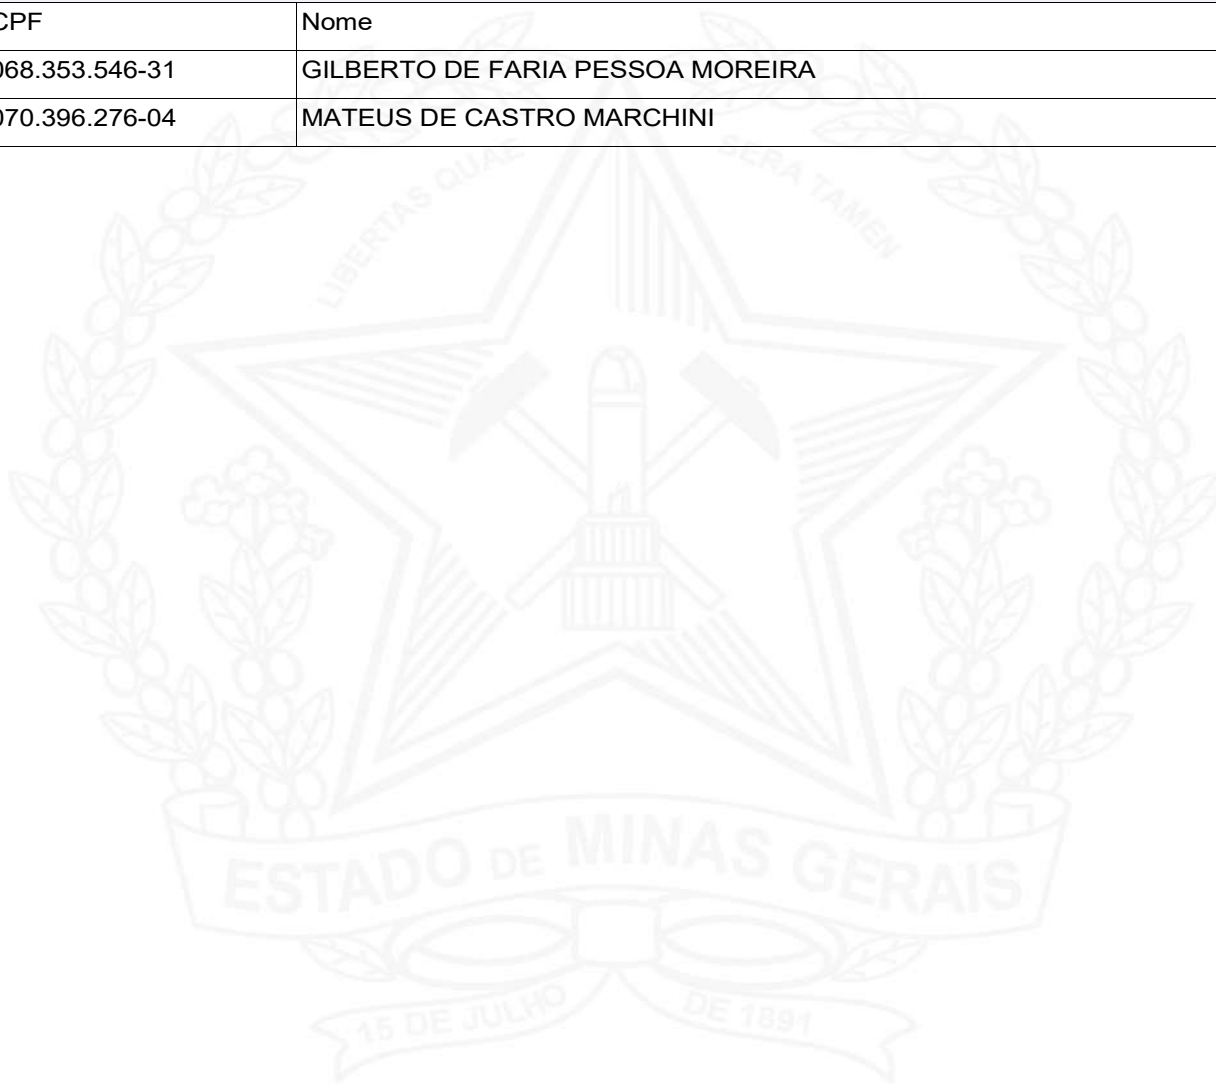 CPF Nome
068.353.546-31 GILBERTO DE FARIA PESSOA MOREIRA
070.396.276-04 MATEUS DE CASTRO MARCHINI
LIBERTAS QUAE SERA TAMEN
ESTADO DE MINAS GERAIS
15 DE JULHO DE 1891